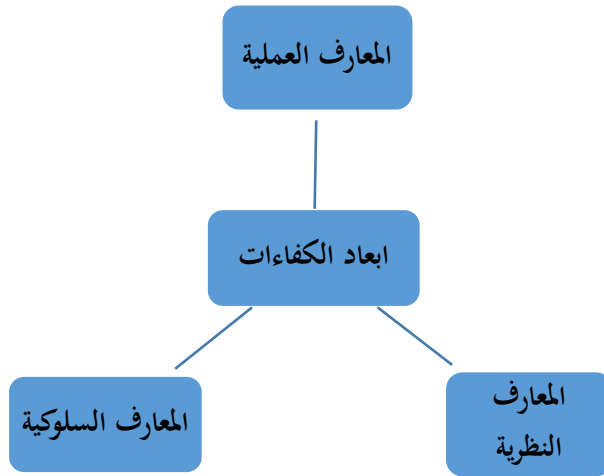 المعارف العملية
ابعاد الكفاءات
المعارف
النظرية
المعارف السلوكية